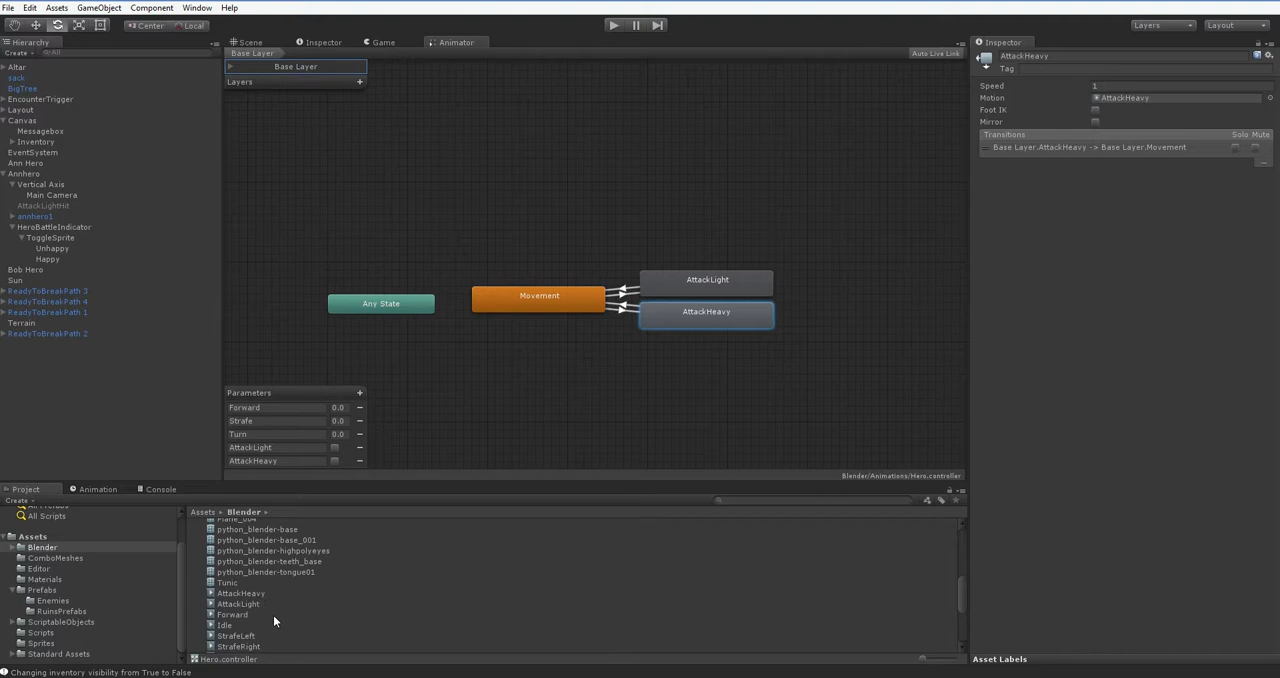 File Edit Assets GameObject Component Window Help
Center Local Layers Layout
Hierarchy Scene Inspector Game Animator Inspector
Create All Base Layer Auto Live Link AttackHeavy
Base Layer
Tag
Layers
Speed 1
Motion AttackHeavy
Foot IK
Mirror
Transitions Solo Mute
Base Layer.AttackHeavy -> Base Layer.Movement
Altar
sack
BigTree
EncounterTrigger
Layout
Canvas
Messagebox
Inventory
EventSystem
Ann Hero
Annhero
Vertical Axis
Main Camera
AttackLightHit
annhero1
HeroBattleIndicator
ToggleSprite
Unhappy
Happy
Bob Hero
Sun
ReadyToBreakPath 3
ReadyToBreakPath 4
ReadyToBreakPath 1
Terrain
ReadyToBreakPath 2
Any State
Movement
AttackLight
AttackHeavy
Parameters
Forward 0.0
Strafe 0.0
Turn 0.0
AttackLight
AttackHeavy
Blender/Animations/Hero.controller
Project Animation Console
Create
All Prefabs
All Scripts
Assets
Blender
ComboMeshes
Editor
Materials
Prefabs
Enemies
RuinsPrefabs
ScriptableObjects
Scripts
Sprites
Standard Assets
Assets Blender
Plane_004
python_blender-base
python_blender-base_001
python_blender-highpolyeyes
python_blender-teeth_base
python_blender-tongue01
Tunic
AttackHeavy
AttackLight
Forward
Idle
StrafeLeft
StrafeRight
Hero.controller
Asset Labels
Changing inventory visibility from True to False